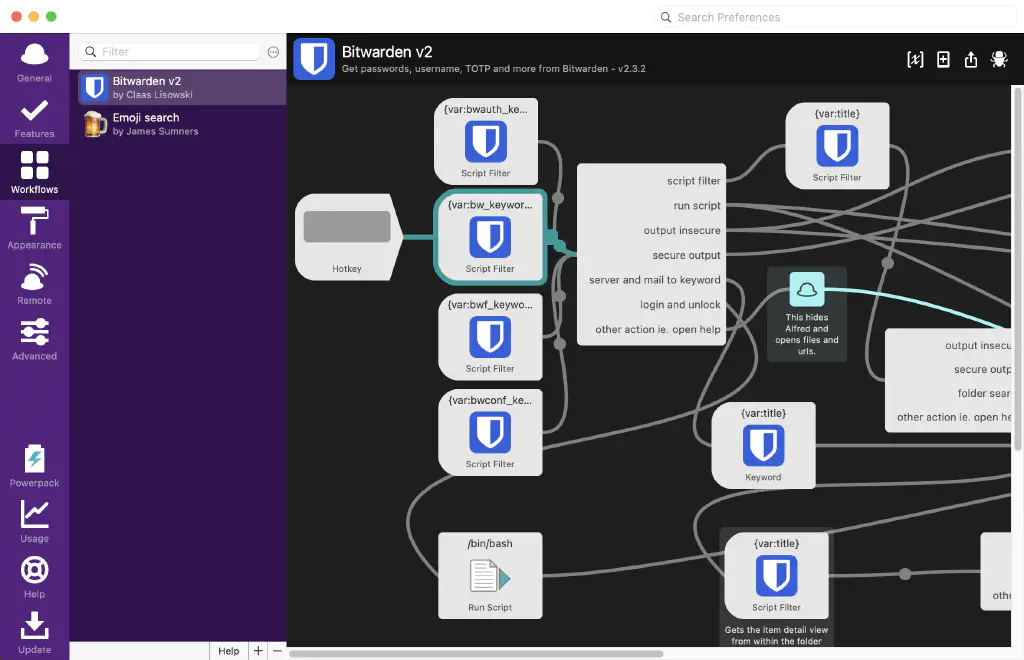 Search Preferences
General
Features
Workflows
Appearance
Remote
Advanced
Powerpack
Usage
Help
Update
Filter
Bitwarden v2
by Claas Lisowski
Emoji search
by James Sumners
Help
+
−
Bitwarden v2
Get passwords, username, TOTP and more from Bitwarden - v2.3.2
{x}
{var:bwauth_ke...
Script Filter
Hotkey
{var:bw_keywor...
Script Filter
{var:bwf_keywo...
Script Filter
{var:bwconf_ke...
Script Filter
/bin/bash
Run Script
script filter
run script
output insecure
secure output
server and mail to keyword
login and unlock
other action ie. open help
{var:title}
Script Filter
This hides
Alfred and
opens files and
urls.
output insecu
secure outp
folder sear
other action ie. open he
{var:title}
Keyword
{var:title}
Script Filter
Gets the item detail view
from within the folder
othe